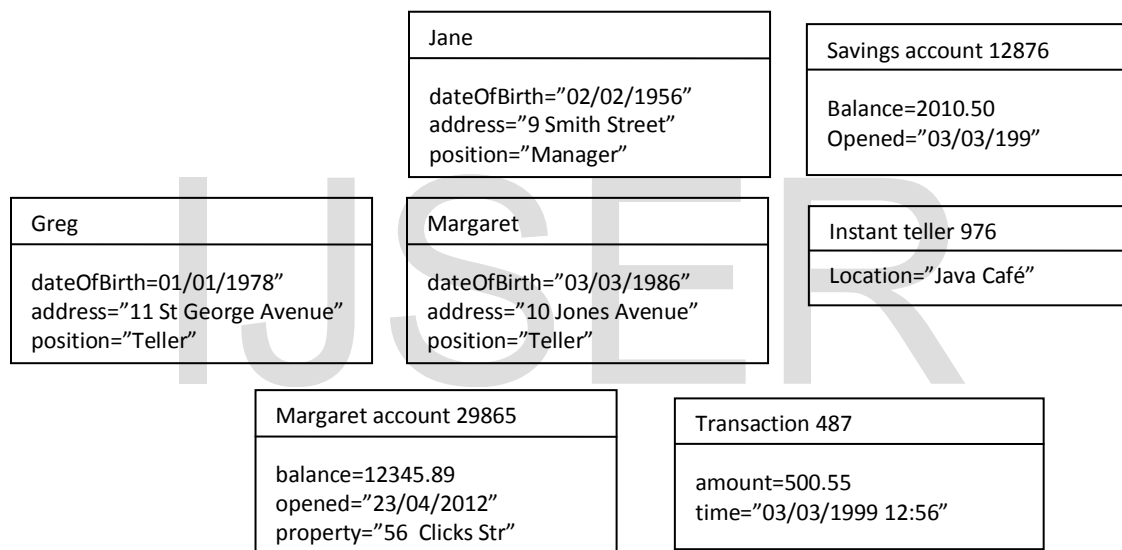 Jane
dateOfBirth=”02/02/1956”
address=”9 Smith Street”
position=”Manager”
Savings account 12876
Balance=2010.50
Opened=”03/03/199”
Greg
dateOfBirth=01/01/1978”
address=”11 St George Avenue”
position=”Teller”
Margaret
dateOfBirth=”03/03/1986”
address=”10 Jones Avenue”
position=”Teller”
Instant teller 976
Location=”Java Café”
IJSER
Margaret account 29865
balance=12345.89
opened=”23/04/2012”
property=”56  Clicks Str”
Transaction 487
amount=500.55
time=”03/03/1999 12:56”